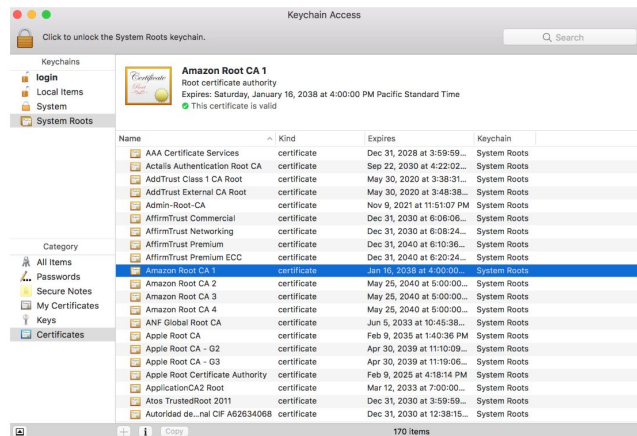 Keychain Access
Click to unlock the System Roots keychain.
Search
Keychains
login
Local Items
System
System Roots
Certificate
Root
Amazon Root CA 1
Root certificate authority
Expires: Saturday, January 16, 2038 at 4:00:00 PM Pacific Standard Time
This certificate is valid
Name Kind Expires Keychain
AAA Certificate Services certificate Dec 31, 2028 at 3:59:59... System Roots
Actalis Authentication Root CA certificate Sep 22, 2030 at 4:22:02... System Roots
AddTrust Class 1 CA Root certificate May 30, 2020 at 3:38:31... System Roots
AddTrust External CA Root certificate May 30, 2020 at 3:48:38... System Roots
Admin-Root-CA certificate Nov 9, 2021 at 11:51:07 PM System Roots
AffirmTrust Commercial certificate Dec 31, 2030 at 6:06:06... System Roots
AffirmTrust Networking certificate Dec 31, 2030 at 6:08:24... System Roots
AffirmTrust Premium certificate Dec 31, 2040 at 6:10:36... System Roots
AffirmTrust Premium ECC certificate Dec 31, 2040 at 6:20:24... System Roots
Amazon Root CA 1 certificate Jan 16, 2038 at 4:00:00... System Roots
Amazon Root CA 2 certificate May 25, 2040 at 5:00:00... System Roots
Amazon Root CA 3 certificate May 25, 2040 at 5:00:00... System Roots
Amazon Root CA 4 certificate May 25, 2040 at 5:00:00... System Roots
ANF Global Root CA certificate Jun 5, 2033 at 10:45:38... System Roots
Apple Root CA certificate Feb 9, 2035 at 1:40:36 PM System Roots
Apple Root CA - G2 certificate Apr 30, 2039 at 11:10:09... System Roots
Apple Root CA - G3 certificate Apr 30, 2039 at 11:19:06... System Roots
Apple Root Certificate Authority certificate Feb 9, 2025 at 4:18:14 PM System Roots
ApplicationCA2 Root certificate Mar 12, 2033 at 7:00:00... System Roots
Atos TrustedRoot 2011 certificate Dec 31, 2030 at 3:59:59... System Roots
Autoridad de...nal CIF A62634068 certificate Dec 31, 2030 at 12:38:15... System Roots
Category
All Items
Passwords
Secure Notes
My Certificates
Keys
Certificates
Copy
170 items